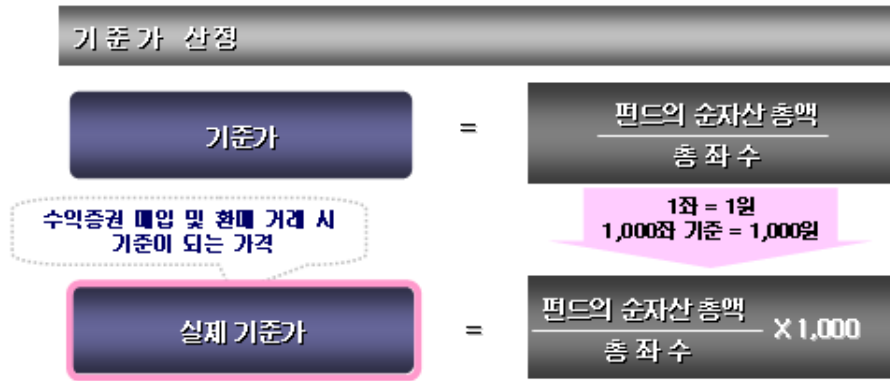 기준가 산정
기준가
=
펀드의 순자산 총액
총 좌 수
수익증권 매입 및 환매 거래 시
기준이 되는 가격
1좌 = 1원
1,000좌 기준 = 1,000원
실제 기준가
=
펀드의 순자산 총액
총 좌 수
X 1,000